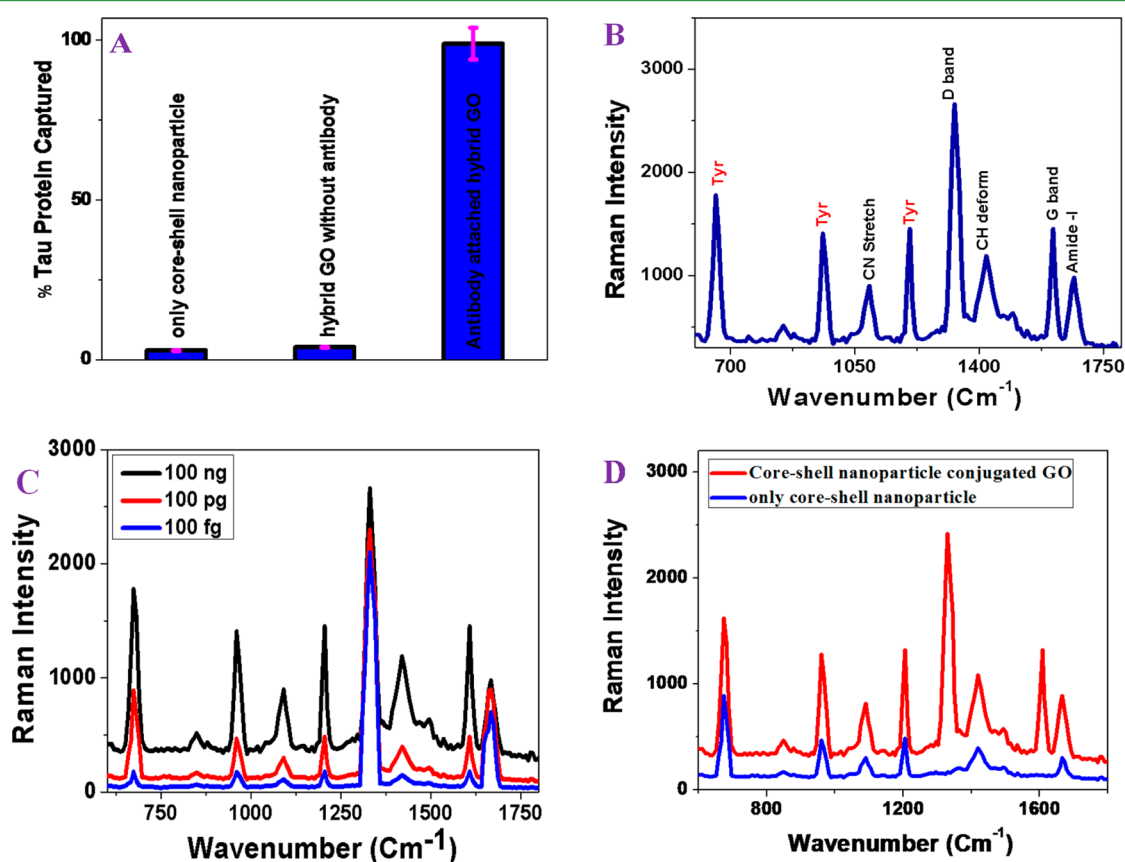 A
% Tau Protein Captured
100
50
0
only core-shell nanoparticle
hybrid GO without antibody
Antibody attached hybrid GO
B
Raman Intensity
3000
2000
1000
Tyr
Tyr
CN Stretch
Tyr
D band
CH deform
G band
Amide -I
700
1050
1400
1750
Wavenumber (Cm-1)
C
100 ng
100 pg
100 fg
Raman Intensity
3000
2000
1000
0
750
1000
1250
1500
1750
Wavenumber (Cm-1)
D
Core-shell nanoparticle conjugated GO
only core-shell nanoparticle
Raman Intensity
3000
2000
1000
0
800
1200
1600
Wavenumber (Cm-1)